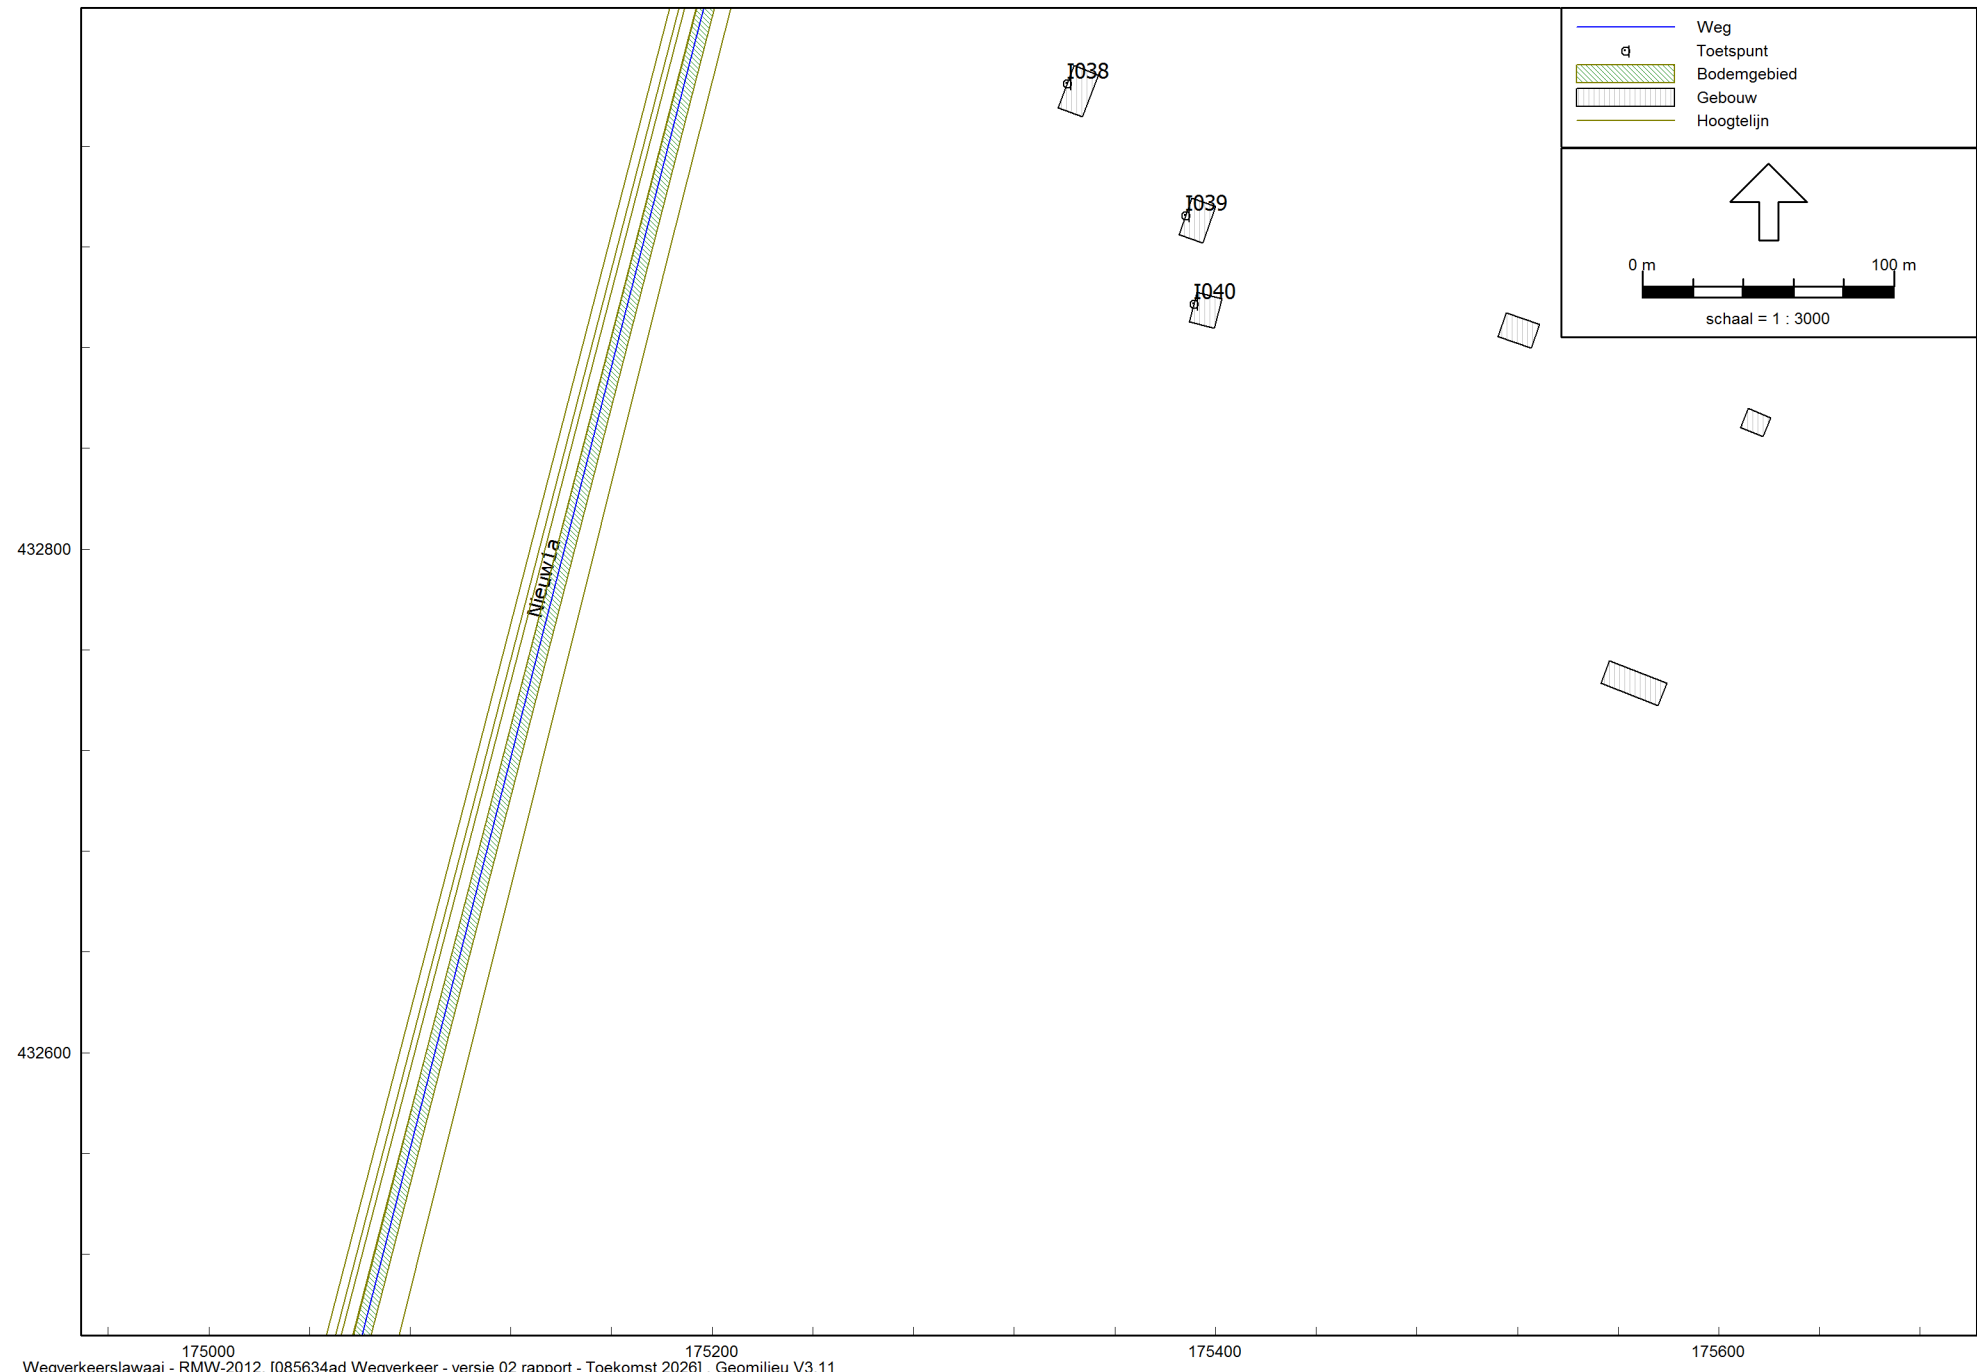 Weg
Toetspunt
Bodemgebied
Gebouw
Hoogtelijn
0 m
100 m
schaal = 1 : 3000
I038
I039
I040
Nieuwla
432800
432600
175000
175200
175400
175600
Wegverkeerslawaai - RMW-2012, [085634ad Wegverkeer - versie 02 rapport - Toekomst 2026] , Geomilieu V3.11